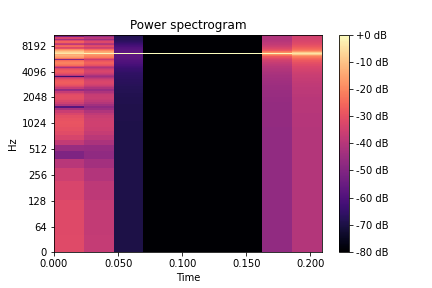 Power spectrogram
+0 dB
8192
-10 dB
4096
-20 dB
2048
-30 dB
1024
Hz
512
-40 dB
256
-50 dB
128
-60 dB
64
-70 dB
0
-80 dB
0.000
0.050
0.100
0.150
0.200
Time